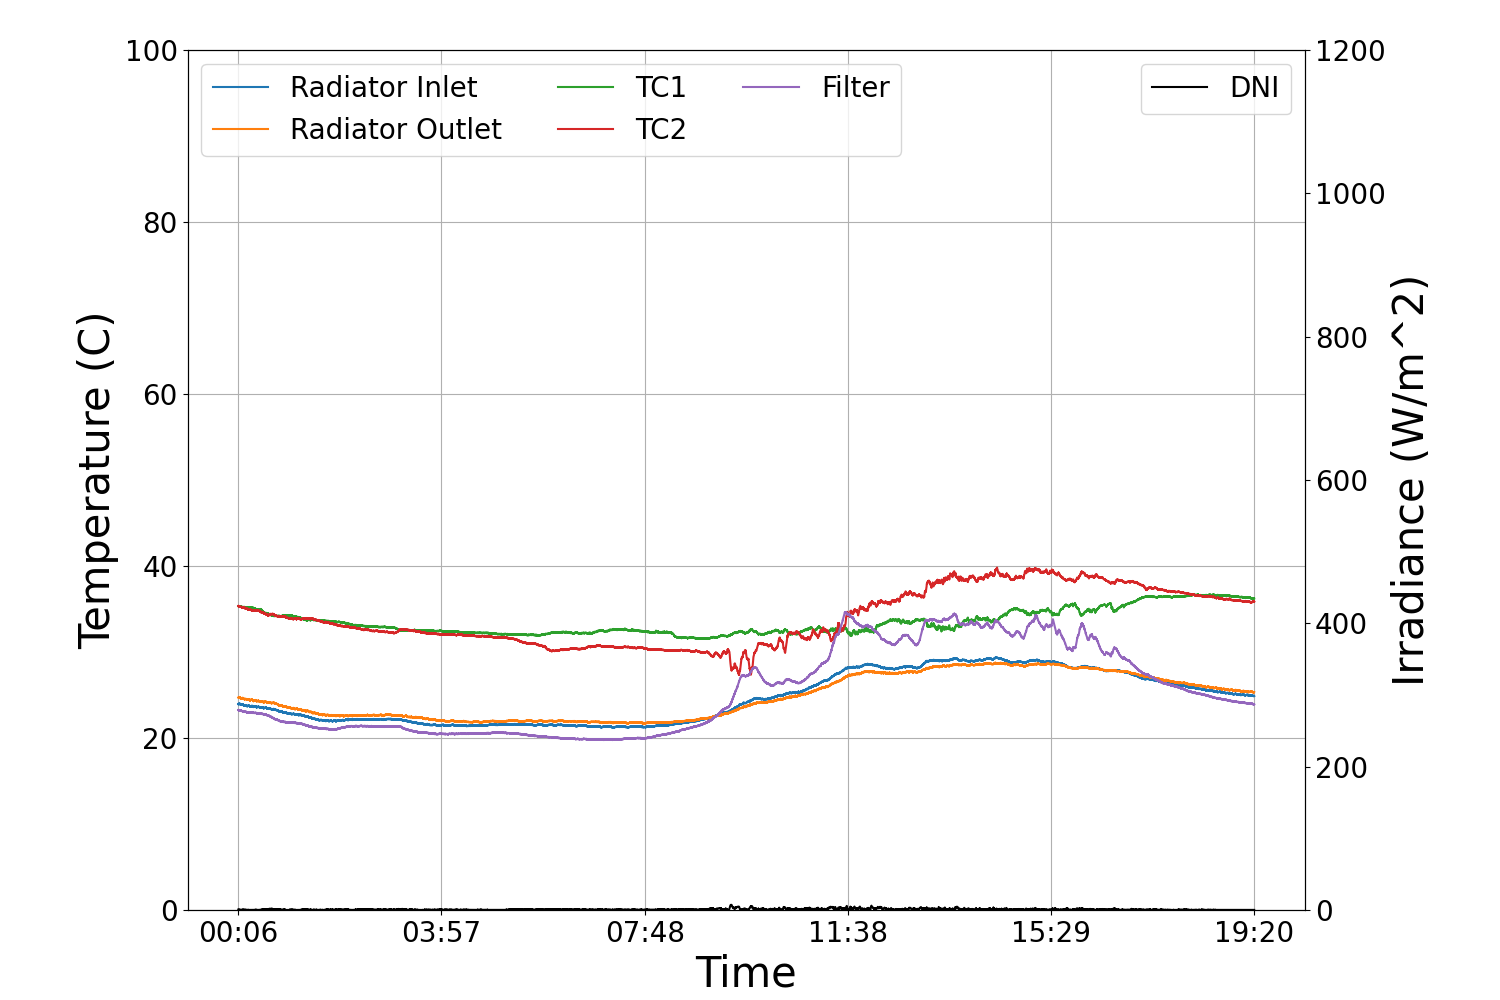 Radiator Inlet
Radiator Outlet
TC1
TC2
Filter
DNI
Temperature (C)
100
80
60
40
20
0
Irradiance (W/m^2)
1200
1000
800
600
400
200
0
00:06 03:57 07:48 11:38 15:29 19:20
Time